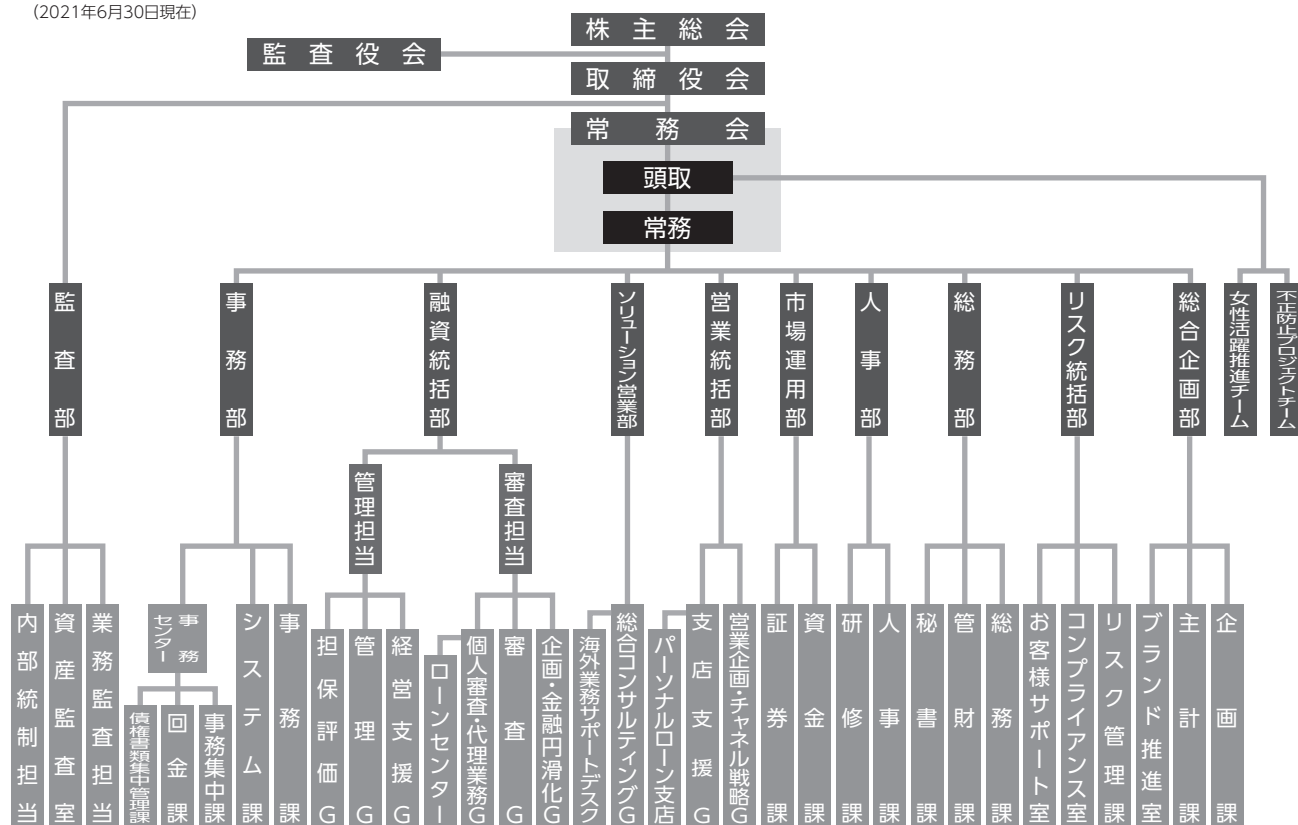 (2021年6月30日現在)
株主総会
監査役会
取締役会
常務会
頭取
常務
監査部
事務部
融資統括部
ソリューション営業部
営業統括部
市場運用部
人事部
総務部
リスク統括部
総合企画部
女性活躍推進チーム
不正防止プロジェクトチーム
管理担当
審査担当
内部統制担当
資産監査室
業務監査担当
事務センター
債権書類集中管理課
回金課
事務集中課
システム課
事務課
担保評価G
管理G
経営支援G
ローンセンター
個人審査・代理業務G
審査G
企画・金融円滑化G
海外業務サポートデスク
総合コンサルティングG
パーソナルローン支店
支店支援G
営業企画・チャネル戦略G
証券課
資金課
研修課
人事課
秘書課
管財課
総務課
お客様サポート室
コンプライアンス室
リスク管理課
ブランド推進室
主計課
企画課